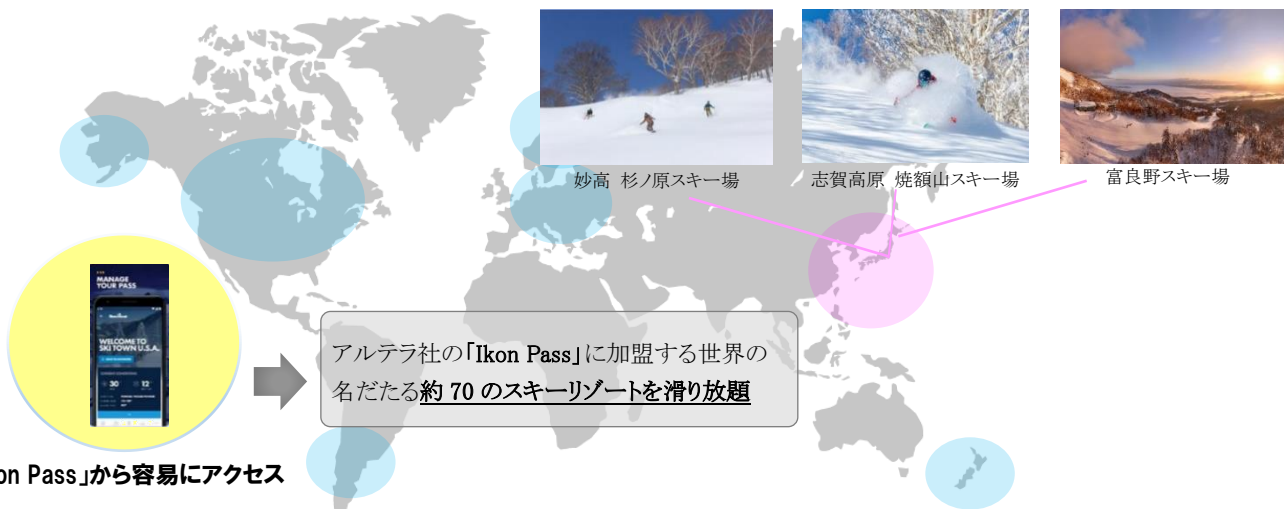 妙高 杉ノ原スキー場
志賀高原 焼額山スキー場
富良野スキー場
MANAGE
YOUR PASS
WELCOME TO
SKI TOWN U.S.A.
30
12
アルテラ社の「Ikon Pass」に加盟する世界の
名だたる約 70 のスキーリゾートを滑り放題
on Pass」から容易にアクセス